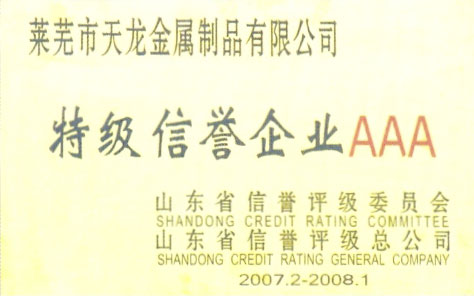 莱芜市天龙金属制品有限公司
特级信誉企业AAA
山东省信誉评级委员会
SHANDONG CREDIT RATING COMMITTEE
山东省信誉评级总公司
SHANDONG CREDIT RATING GENERAL COMPANY
2007.2-2008.1